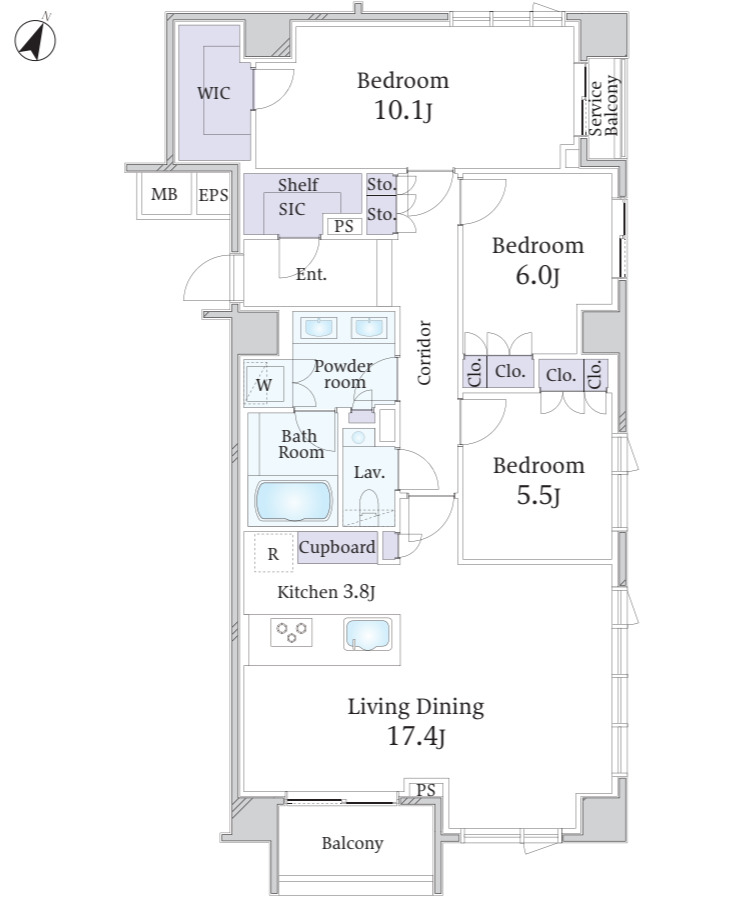 N
WIC
Bedroom
10.1J
Service
Balcony
MB
EPS
Shelf
SIC
PS
Sto.
Sto.
Bedroom
6.0J
Ent.
Corridor
Powder
room
W
Clo.
Clo.
Clo.
Clo.
Bath
Room
Lav.
Bedroom
5.5J
R
Cupboard
Kitchen 3.8J
Living Dining
17.4J
PS
Balcony